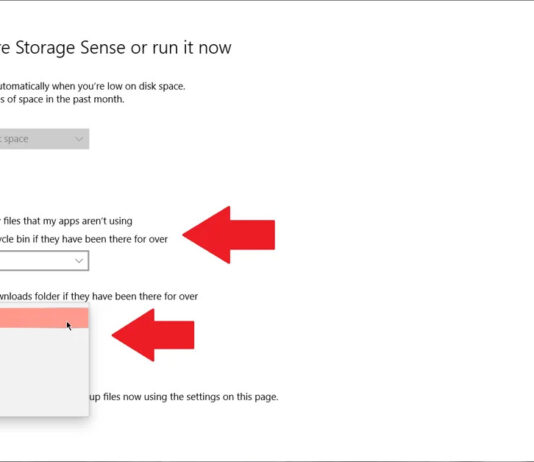 e Storage Sense or run it now
utomatically when you're low on disk space.
s of space in the past month.
space
files that my apps aren't using
ycle bin if they have been there for over
wnloads folder if they have been there for over
up files now using the settings on this page.